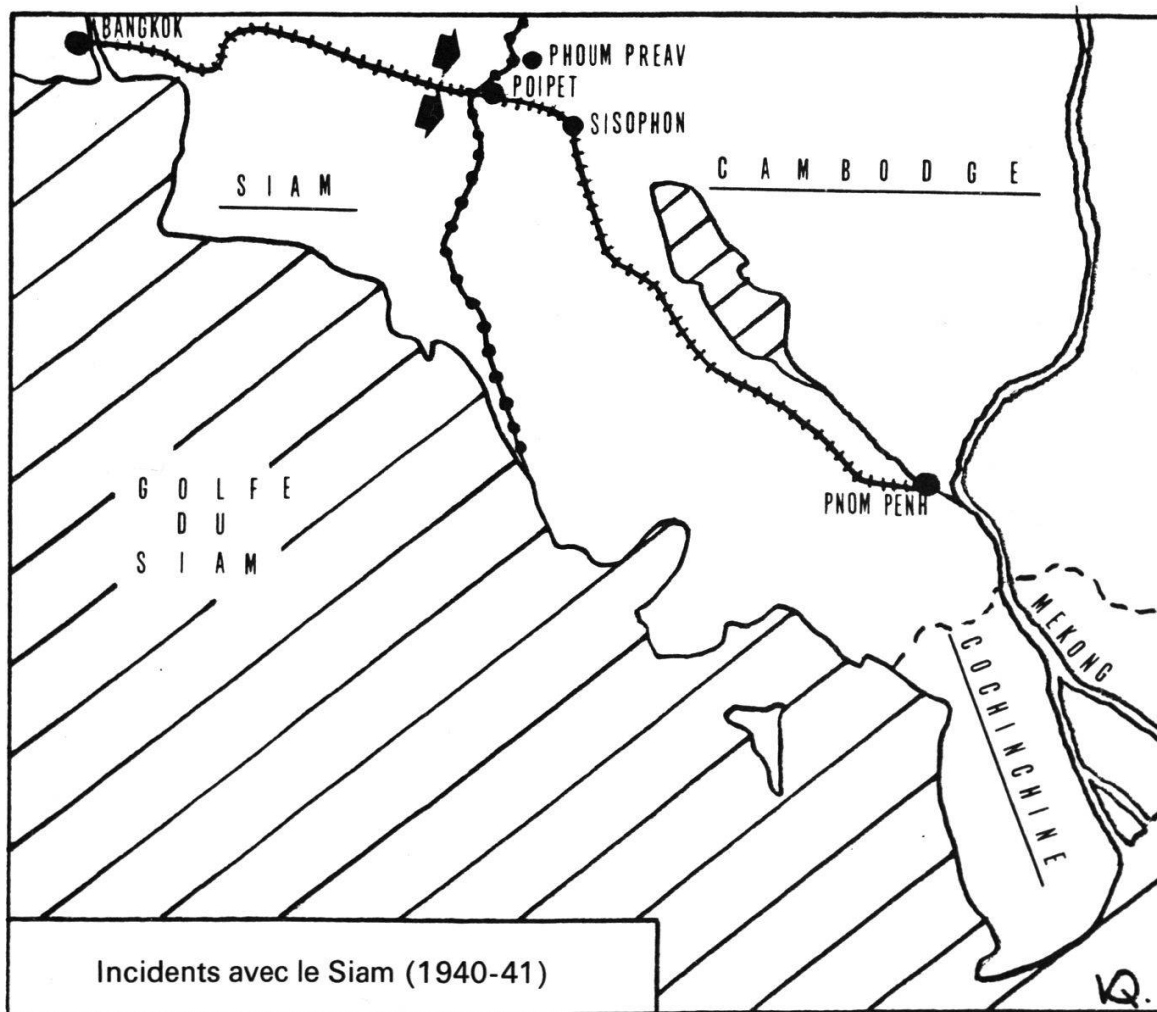 BANGKOK
PHOUM PREAV
POIPET
SISOPHON
SIAM
CAMBODGE
GOLFE
DU
SIAM
PNOM PENH
MEKONG
COCHINCHINE
Incidents avec le Siam (1940-41)